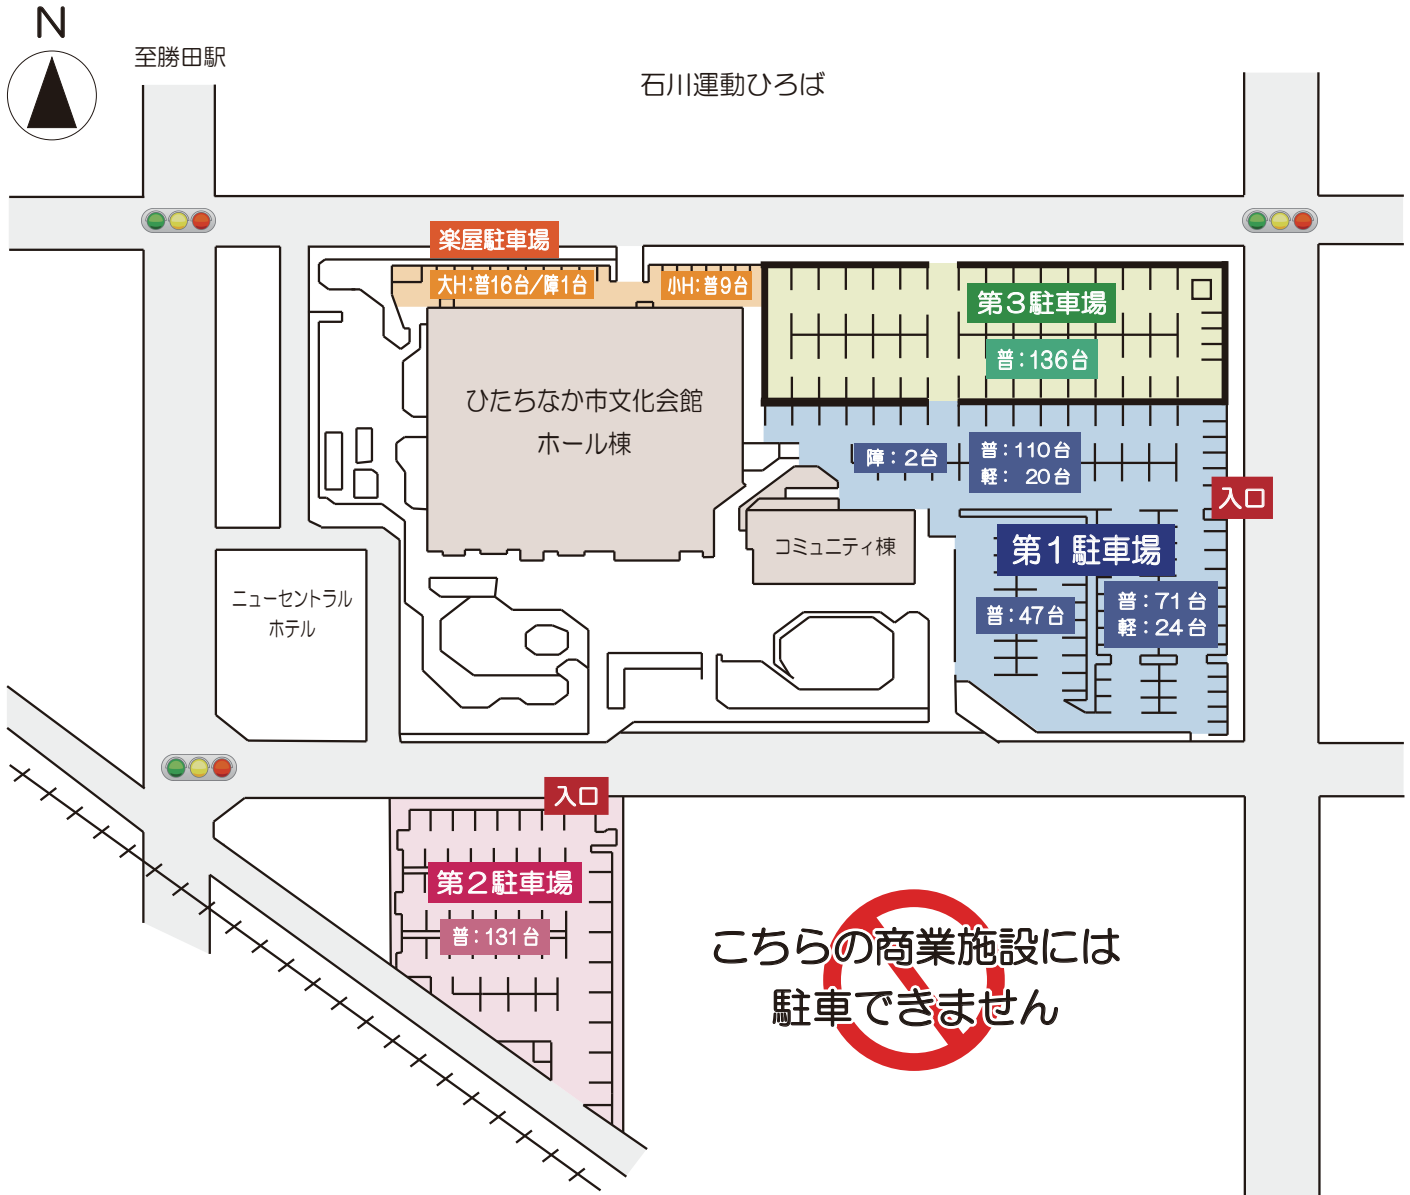 N
至勝田駅
石川運動ひろば
楽屋駐車場
大H:普16台/障1台
小H:普9台
第3駐車場
普:136台
ひたちなか市文化会館
ホール棟
障:2台
普:110台
軽: 20台
入口
コミュニティ棟
第1駐車場
普:47台
普:71台
軽:24台
ニューセントラル
ホテル
入口
第2駐車場
普:131台
こちらの商業施設には
駐車できません